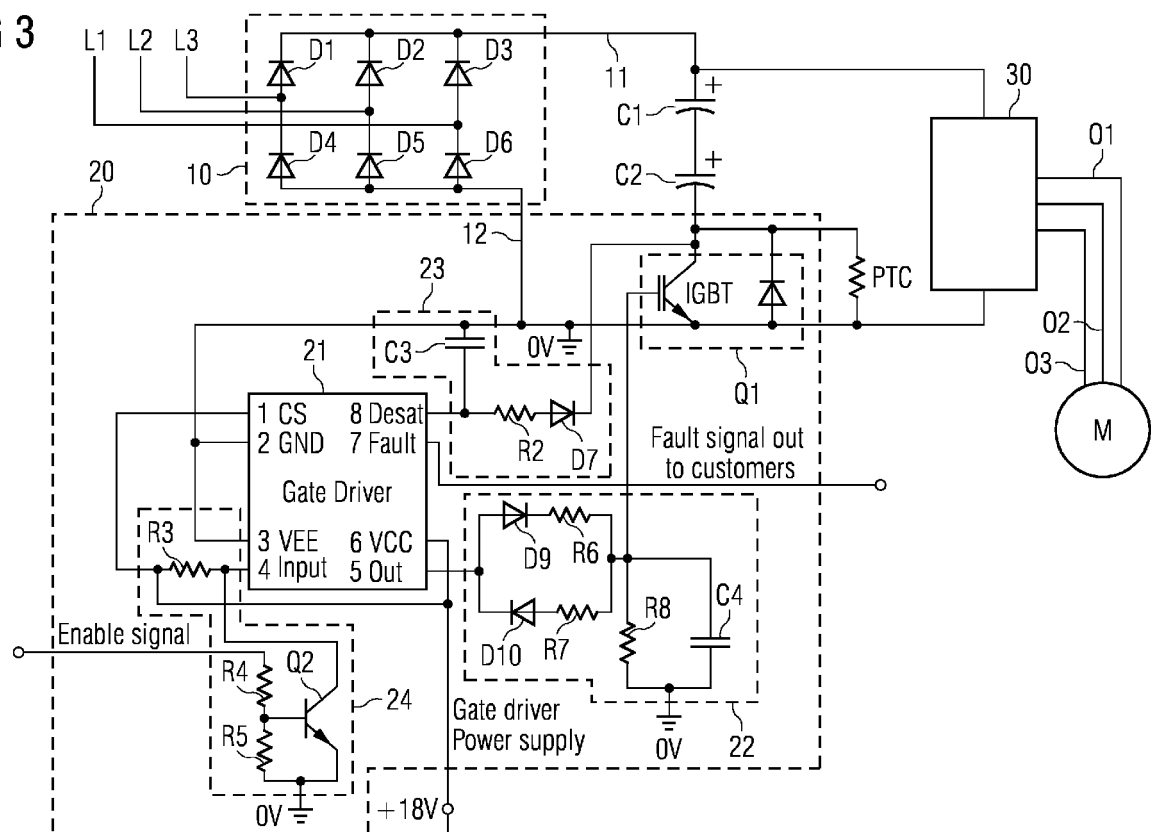 G 3
L1 L2 L3
D1 D2 D3
11
30
C1
+
D4 D5 D6
10
C2
+
O1
20
12
PTC
IGBT
23
C3
0V
Q1
O2
O3
21
M
1 CS 8 Desat
2 GND 7 Fault
R2
D7
Fault signal out
to customers
Gate Driver
R3
3 VEE 6 VCC
4 Input 5 Out
D9
R6
D10
R7
R8
C4
Enable signal
R4
Q2
24
R5
Gate driver
Power supply
0V
22
0V
+18V